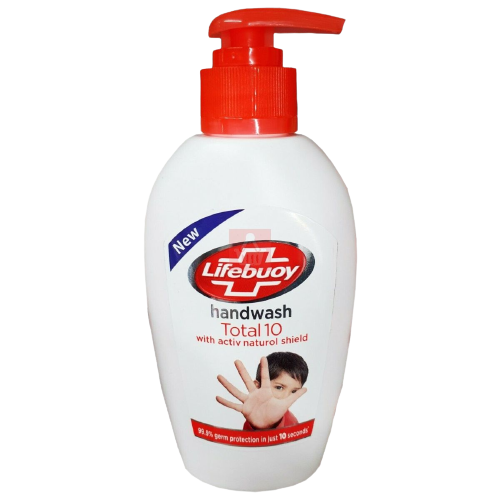 New
Lifebuoy
handwash
Total 10
with activ naturol shield
99.9% germ protection in just 10 seconds*